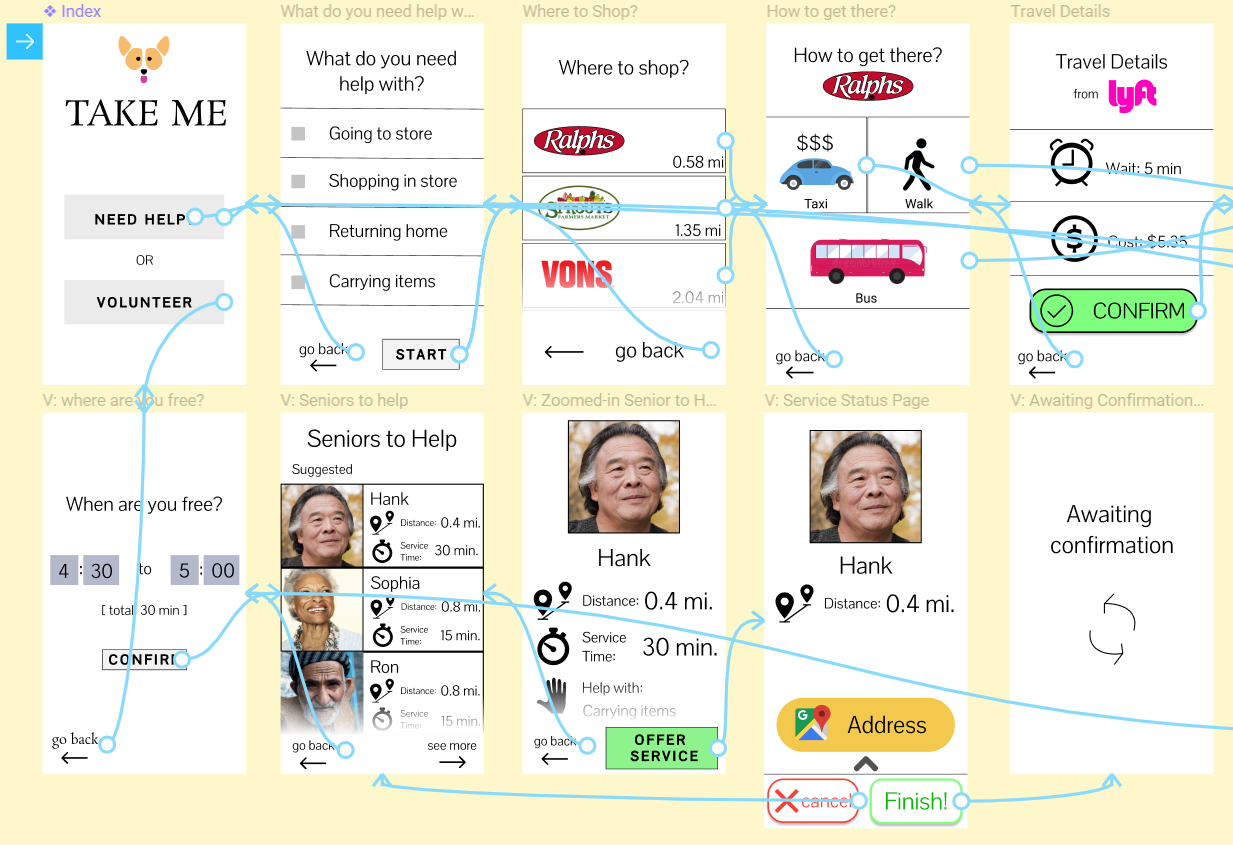 Index
TAKE ME
NEED HELP
OR
VOLUNTEER
What do you need help w...
What do you need
help with?
Going to store
Shopping in store
Returning home
Carrying items
go back
START
Where to Shop?
Where to shop?
Ralphs
0.58 mi
SPROUTS
FARMERS MARKET
1.35 mi
VONS
2.04 mi
go back
How to get there?
How to get there?
Ralphs
$$$
Taxi
Walk
Bus
go back
Travel Details
Travel Details
from lyft
Wait: 5 min
$
Cost: $5.35
CONFIRM
go back
V: where are you free?
When are you free?
4 : 30 to 5 : 00
[ total 30 min ]
CONFIRM
go back
V: Seniors to help
Seniors to Help
Suggested
Hank
Distance: 0.4 mi.
Service
Time: 30 min.
Sophia
Distance: 0.8 mi.
Service
Time: 15 min.
Ron
Distance: 0.8 mi.
Service
Time: 15 min.
go back
see more
V: Zoomed-in Senior to H...
Hank
Distance: 0.4 mi.
Service
Time: 30 min.
Help with:
Carrying items
go back
OFFER
SERVICE
V: Service Status Page
Hank
Distance: 0.4 mi.
G
Address
cancel
Finish!
V: Awaiting Confirmation...
Awaiting
confirmation